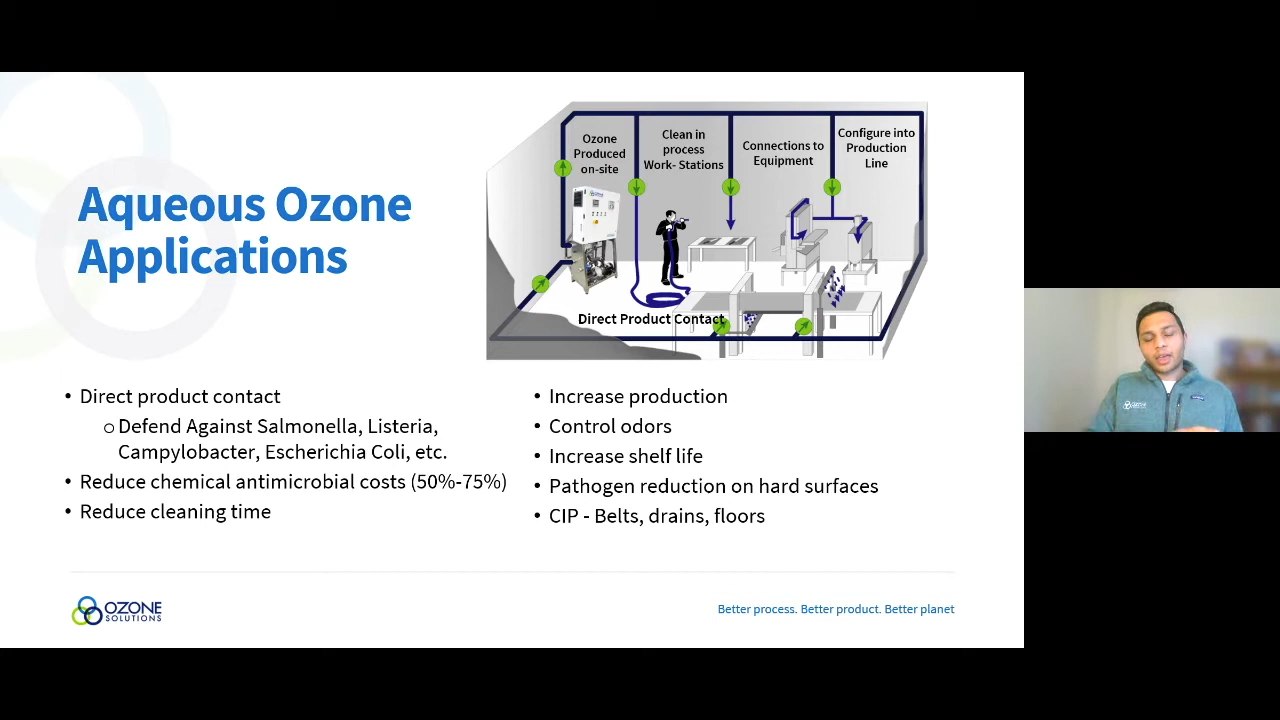 Aqueous Ozone
Applications
Ozone
Produced
on-site
Clean in
process
Work- Stations
Connections to
Equipment
Configure into
Production
Line
Direct Product Contact
• Direct product contact
o Defend Against Salmonella, Listeria,
Campylobacter, Escherichia Coli, etc.
• Reduce chemical antimicrobial costs (50%-75%)
• Reduce cleaning time
• Increase production
• Control odors
• Increase shelf life
• Pathogen reduction on hard surfaces
• CIP - Belts, drains, floors
OZONE
SOLUTIONS
Better process. Better product. Better planet